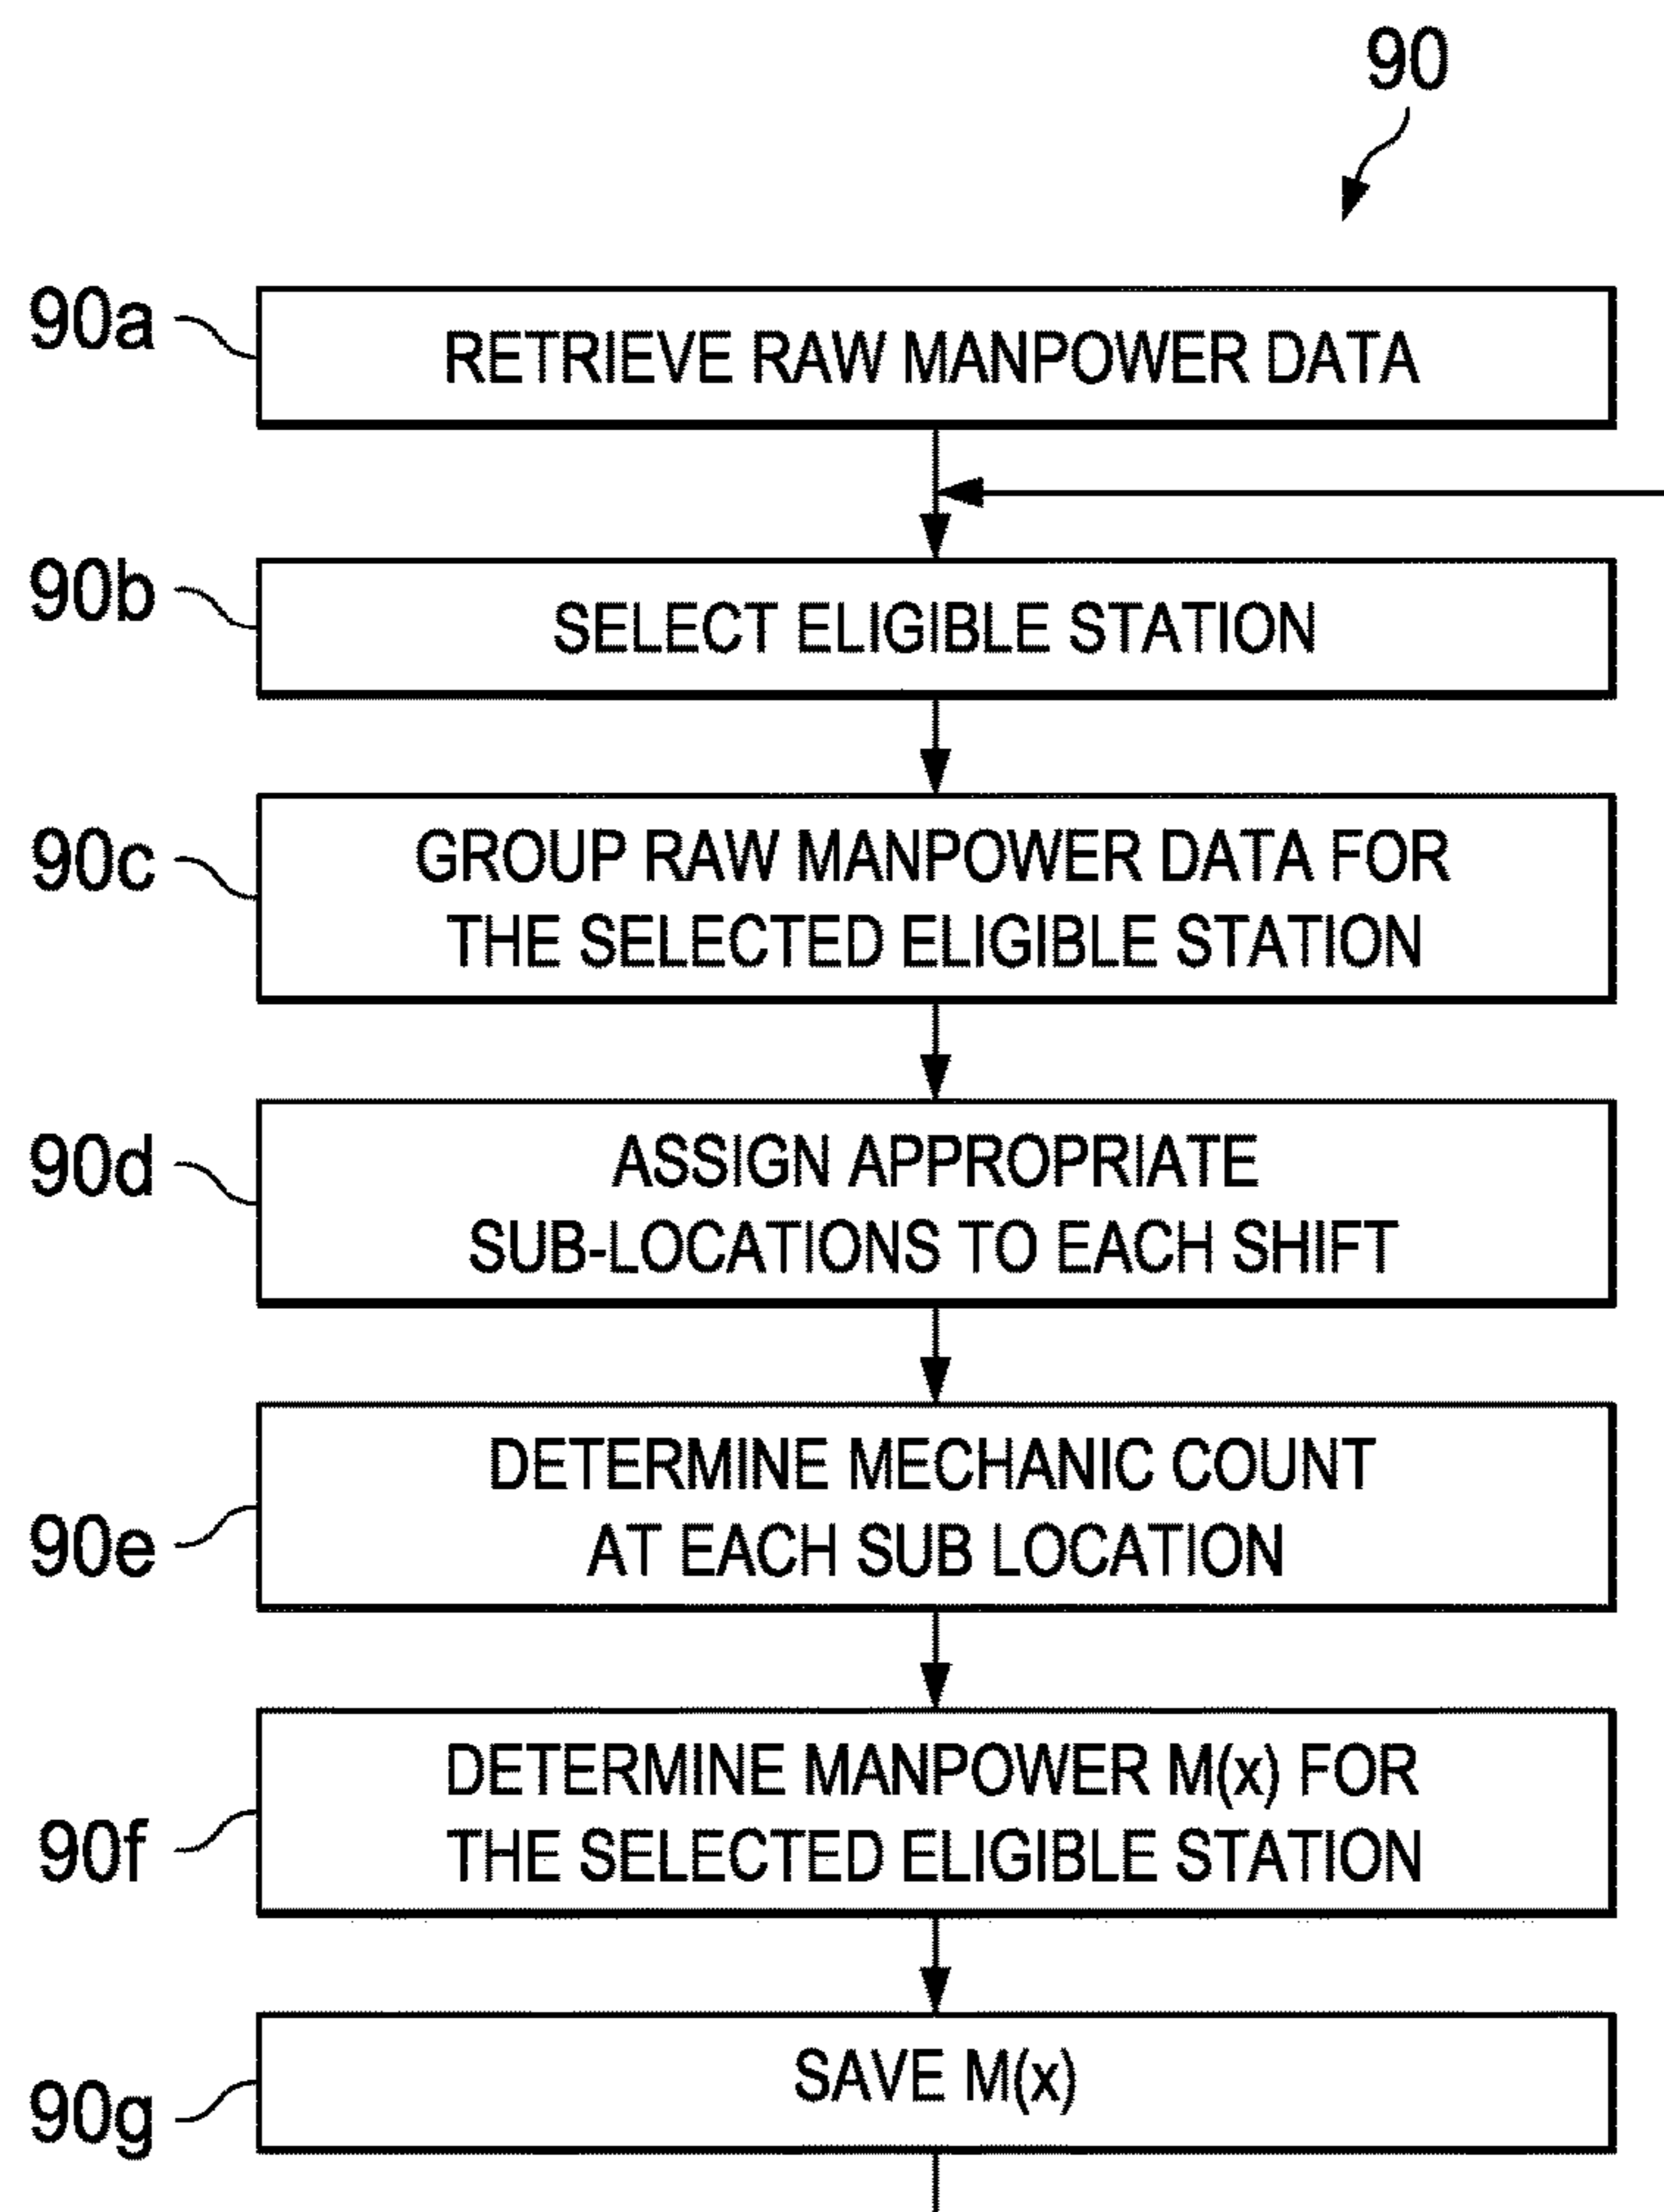 90
90a
RETRIEVE RAW MANPOWER DATA
90b
SELECT ELIGIBLE STATION
90c
GROUP RAW MANPOWER DATA FOR
THE SELECTED ELIGIBLE STATION
90d
ASSIGN APPROPRIATE
SUB-LOCATIONS TO EACH SHIFT
90e
DETERMINE MECHANIC COUNT
AT EACH SUB LOCATION
90f
DETERMINE MANPOWER M(x) FOR
THE SELECTED ELIGIBLE STATION
90g
SAVE M(x)